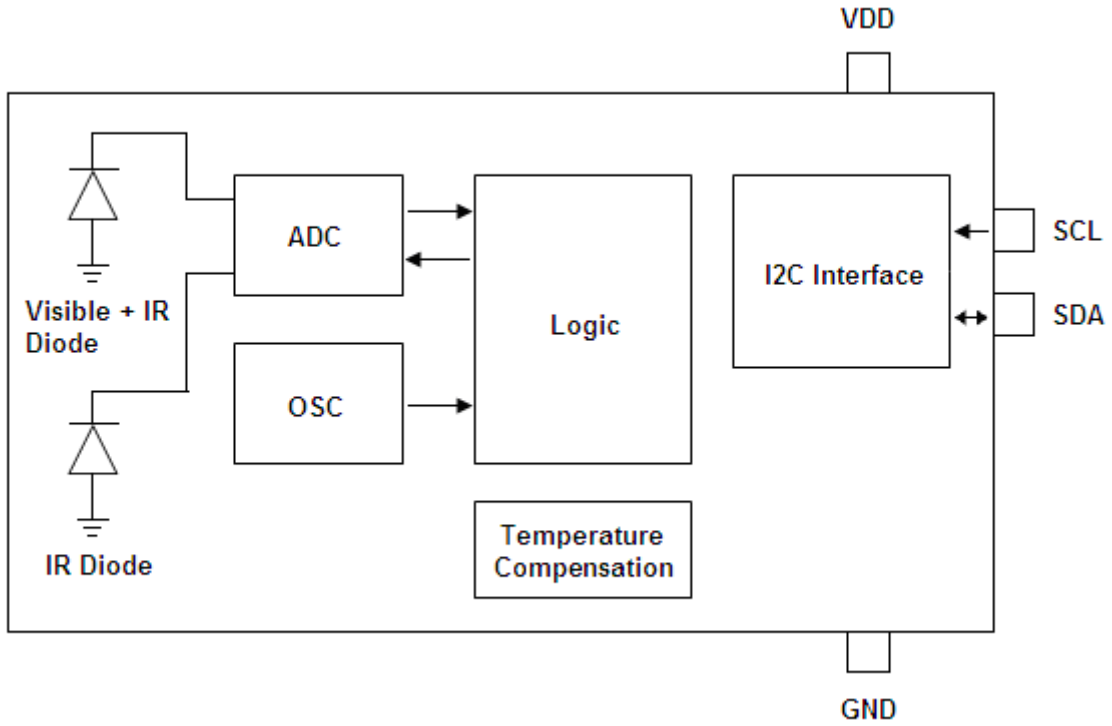 VDD
ADC
Logic
I2C Interface
SCL
SDA
Visible + IR
Diode
OSC
IR Diode
Temperature
Compensation
GND